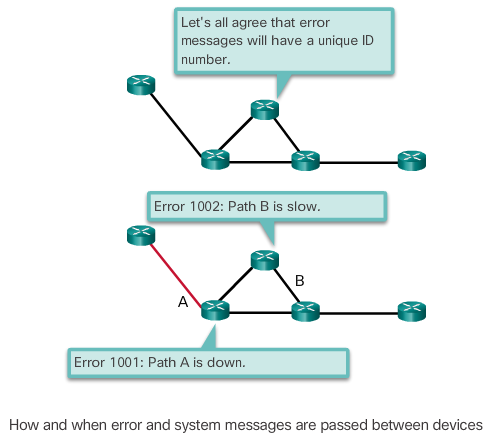 Let's all agree that error
messages will have a unique ID
number.
Error 1002: Path B is slow.
B
A
Error 1001: Path A is down.
How and when error and system messages are passed between devices